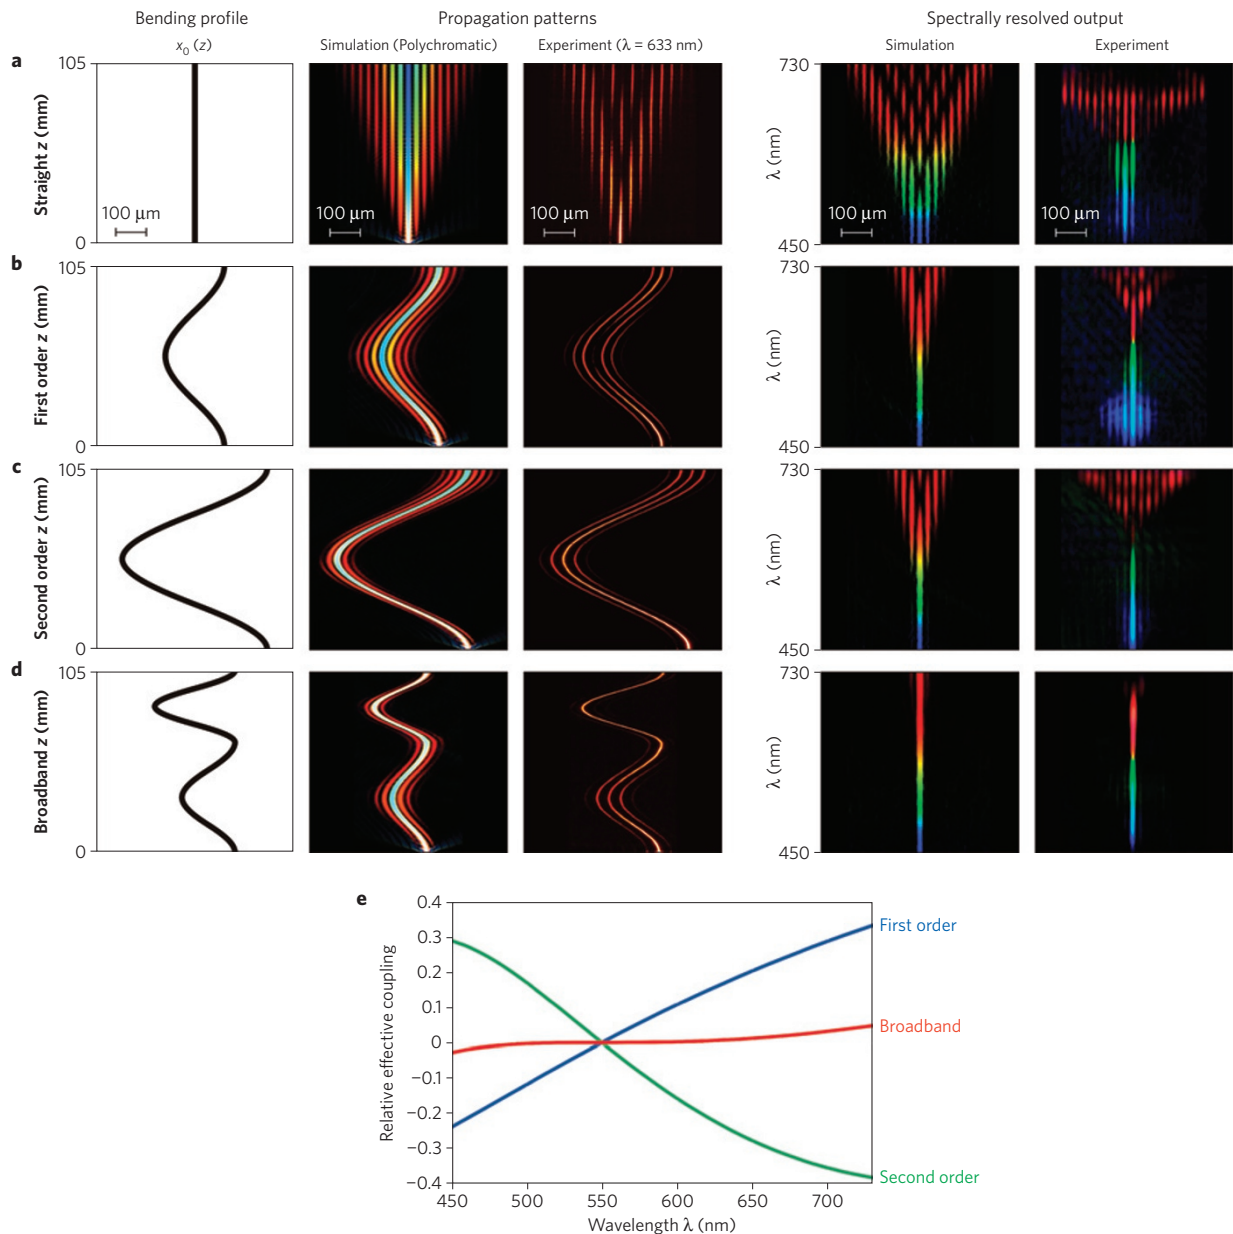 Bending profile
Propagation patterns
Spectrally resolved output
x₀ (z)
Simulation (Polychromatic)
Experiment (λ = 633 nm)
Simulation
Experiment
a
Straight z (mm)
105
0
100 μm
100 μm
100 μm
λ (nm)
730
450
100 μm
100 μm
b
First order z (mm)
105
0
λ (nm)
730
450
c
Second order z (mm)
105
0
λ (nm)
730
450
d
Broadband z (mm)
105
0
λ (nm)
730
450
e
Relative effective coupling
0.4
0.3
0.2
0.1
0
−0.1
−0.2
−0.3
−0.4
First order
Broadband
Second order
450 500 550 600 650 700
Wavelength λ (nm)